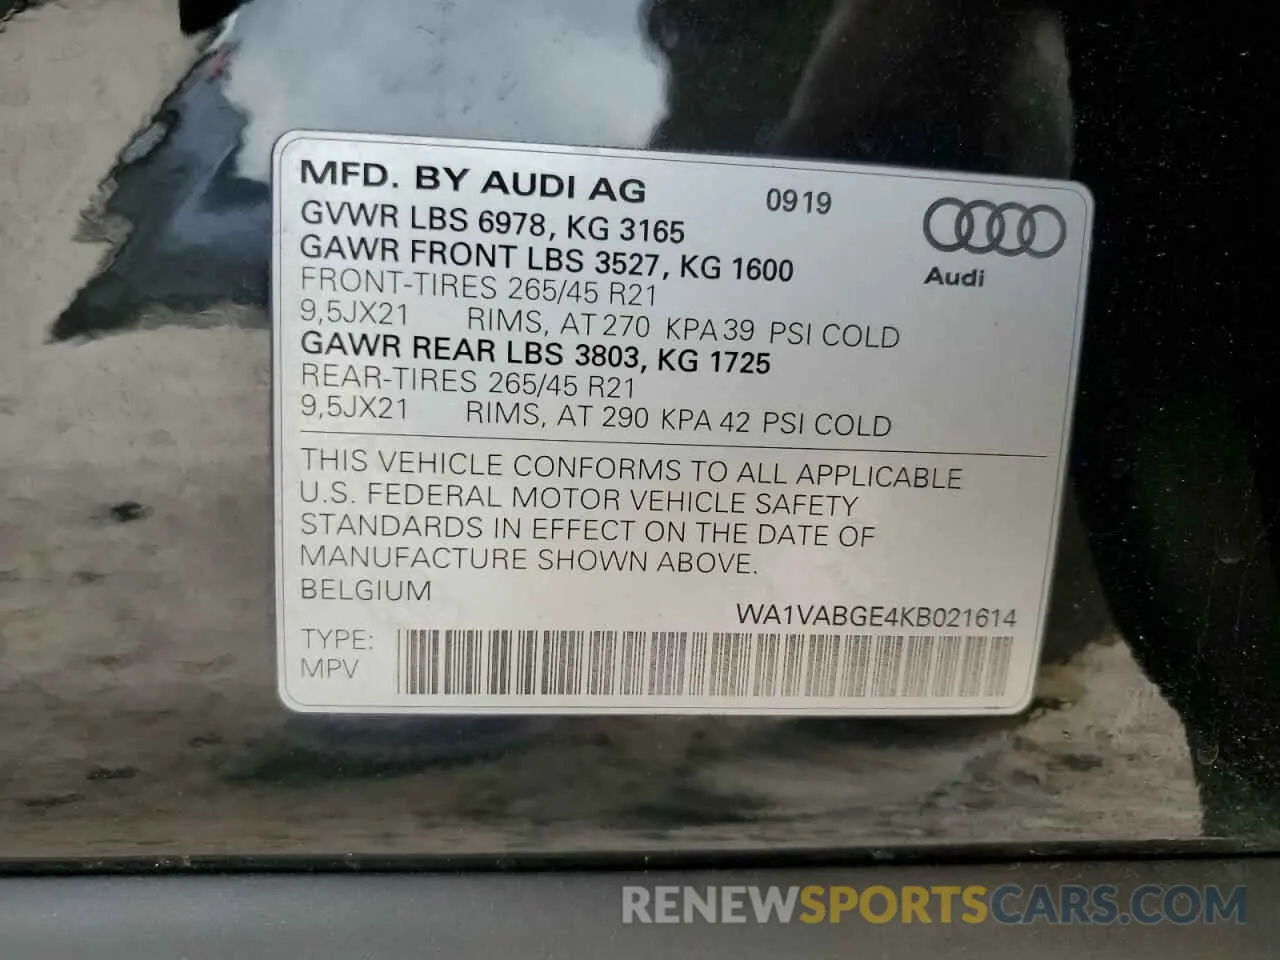 MFD. BY AUDI AG 0919
GVWR LBS 6978, KG 3165
GAWR FRONT LBS 3527, KG 1600
Audi
FRONT-TIRES 265/45 R21
9,5JX21 RIMS, AT 270 KPA 39 PSI COLD
GAWR REAR LBS 3803, KG 1725
REAR-TIRES 265/45 R21
9,5JX21 RIMS, AT 290 KPA 42 PSI COLD
THIS VEHICLE CONFORMS TO ALL APPLICABLE
U.S. FEDERAL MOTOR VEHICLE SAFETY
STANDARDS IN EFFECT ON THE DATE OF
MANUFACTURE SHOWN ABOVE.
BELGIUM
WA1VABGE4KB021614
TYPE:
MPV
RENEWSPORTSCARS.COM